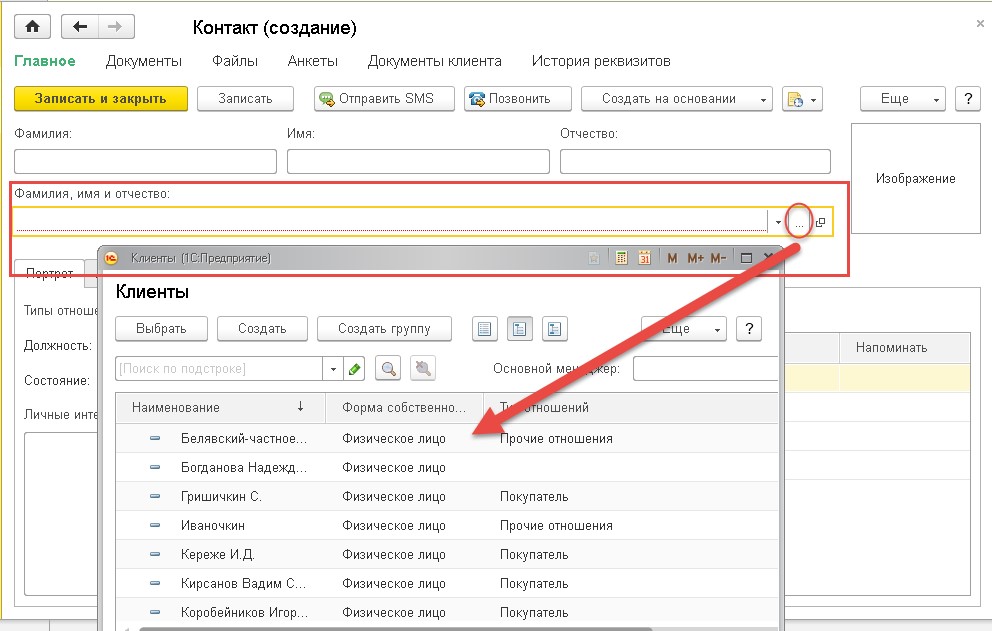 Контакт (создание)
Главное Документы Файлы Анкеты Документы клиента История реквизитов
Записать и закрыть Записать Отправить SMS Позвонить Создать на основании Еще ?
Фамилия: Имя: Отчество:
Изображение
Фамилия, имя и отчество:
...
Клиенты (1С:Предприятие) 31 M M+ M-
Портрет
Клиенты
Типы отноше
Выбрать Создать Создать группу Еще ?
Должность: Напоминать
[Поиск по подстроке] Основной менеджер:
Состояние:
Наименование ↓ Форма собственно... Тип отношений
Личные инте
Белявский-частное... Физическое лицо Прочие отношения
Богданова Надежд... Физическое лицо
Гришичкин С. Физическое лицо Покупатель
Иваночкин Физическое лицо Прочие отношения
Кереже И.Д. Физическое лицо Покупатель
Кирсанов Вадим С... Физическое лицо Покупатель
Коробейников Игор... Физическое лицо Покупатель